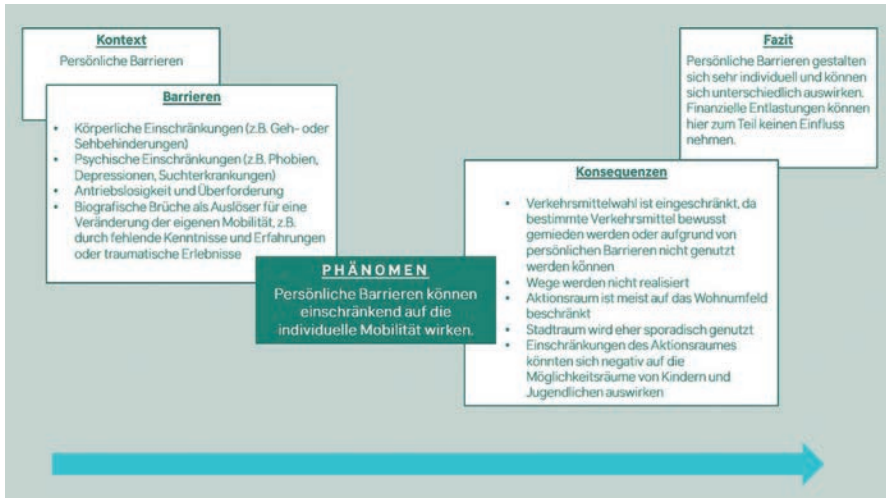 Kontext
Persönliche Barrieren
Barrieren
• Körperliche Einschränkungen (z.B. Geh- oder
Sehbehinderungen)
• Psychische Einschränkungen (z.B. Phobien,
Depressionen, Suchterkrankungen)
• Antriebslosigkeit und Überforderung
• Biografische Brüche als Auslöser für eine
Veränderung der eigenen Mobilität, z.B.
durch fehlende Kenntnisse und Erfahrungen
oder traumatische Erlebnisse
PHÄNOMEN
Persönliche Barrieren können
einschränkend auf die
individuelle Mobilität wirken.
Konsequenzen
• Verkehrsmittelwahl ist eingeschränkt, da
bestimmte Verkehrsmittel bewusst
gemieden werden oder aufgrund von
persönlichen Barrieren nicht genutzt
werden können
• Wege werden nicht realisiert
• Aktionsraum ist meist auf das Wohnumfeld
beschränkt
• Stadtraum wird eher sporadisch genutzt
• Einschränkungen des Aktionsraumes
könnten sich negativ auf die
Möglichkeitsräume von Kindern und
Jugendlichen auswirken
Fazit
Persönliche Barrieren gestalten
sich sehr individuell und können
sich unterschiedlich auswirken.
Finanzielle Entlastungen können
hier zum Teil keinen Einfluss
nehmen.